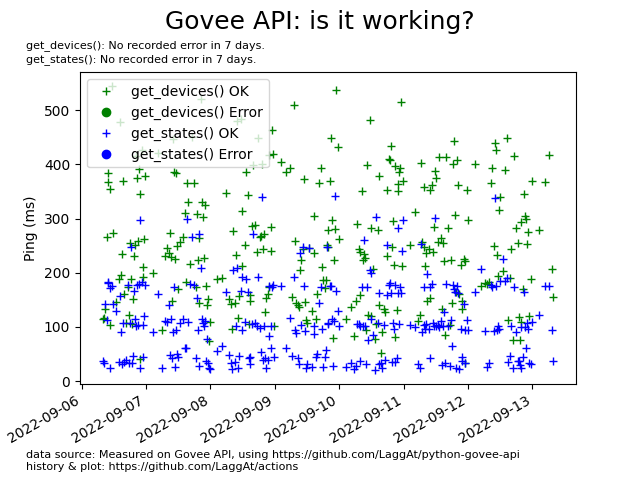 Govee API: is it working?
get_devices(): No recorded error in 7 days.
get_states(): No recorded error in 7 days.
get_devices() OK
get_devices() Error
get_states() OK
get_states() Error
Ping (ms)
500
400
300
200
100
0
2022-09-06
2022-09-07
2022-09-08
2022-09-09
2022-09-10
2022-09-11
2022-09-12
2022-09-13
data source: Measured on Govee API, using https://github.com/LaggAt/python-govee-api
history & plot: https://github.com/LaggAt/actions